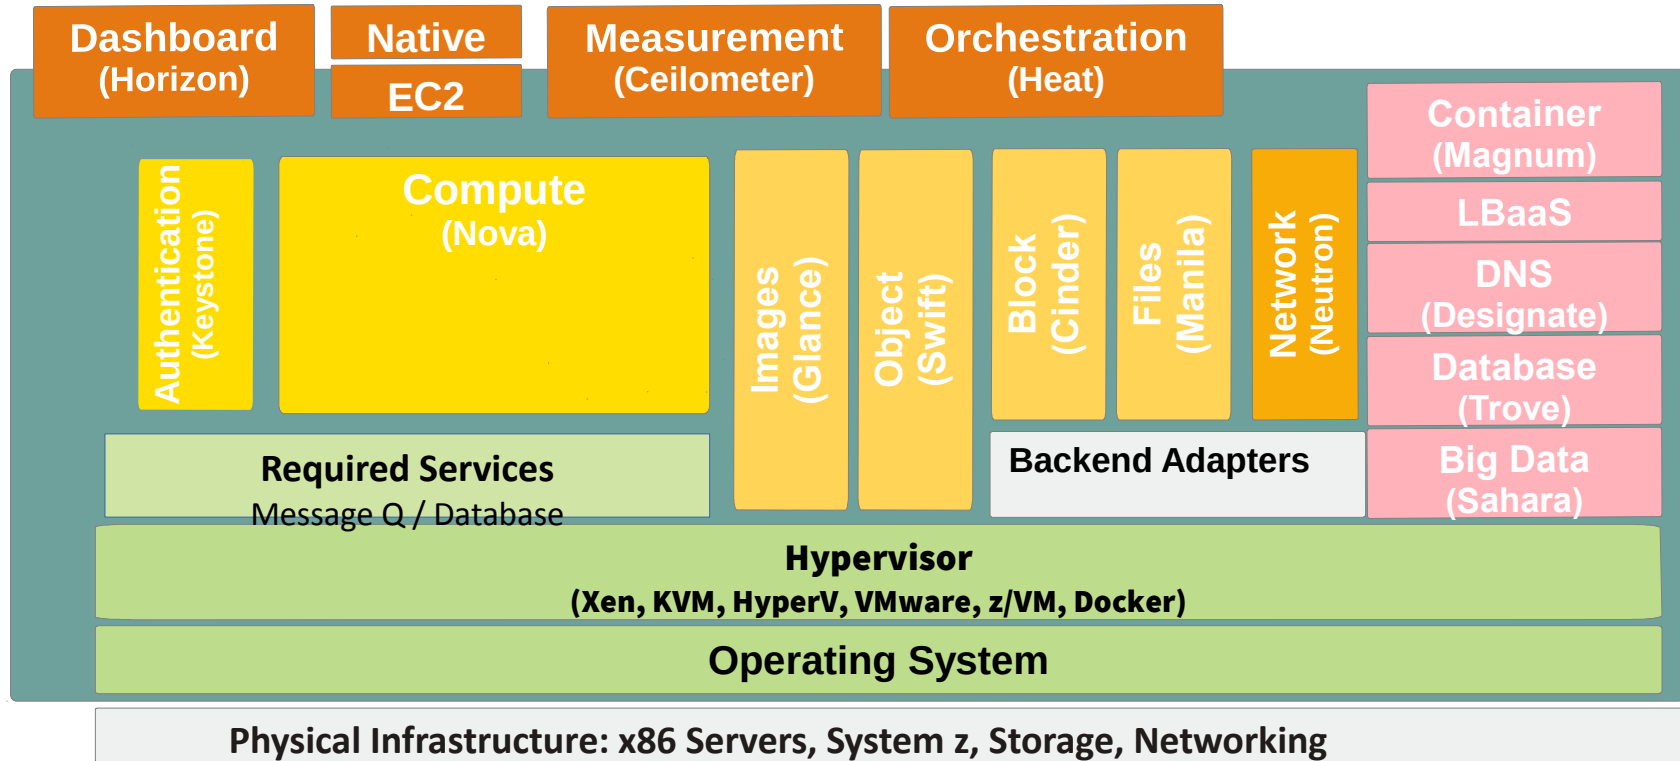 Dashboard
(Horizon)
Native
EC2
Measurement
(Ceilometer)
Orchestration
(Heat)
Authentication
(Keystone)
Compute
(Nova)
Images
(Glance)
Object
(Swift)
Block
(Cinder)
Files
(Manila)
Network
(Neutron)
Container
(Magnum)
LBaaS
DNS
(Designate)
Database
(Trove)
Big Data
(Sahara)
Required Services
Message Q / Database
Backend Adapters
Hypervisor
(Xen, KVM, HyperV, VMware, z/VM, Docker)
Operating System
Physical Infrastructure: x86 Servers, System z, Storage, Networking